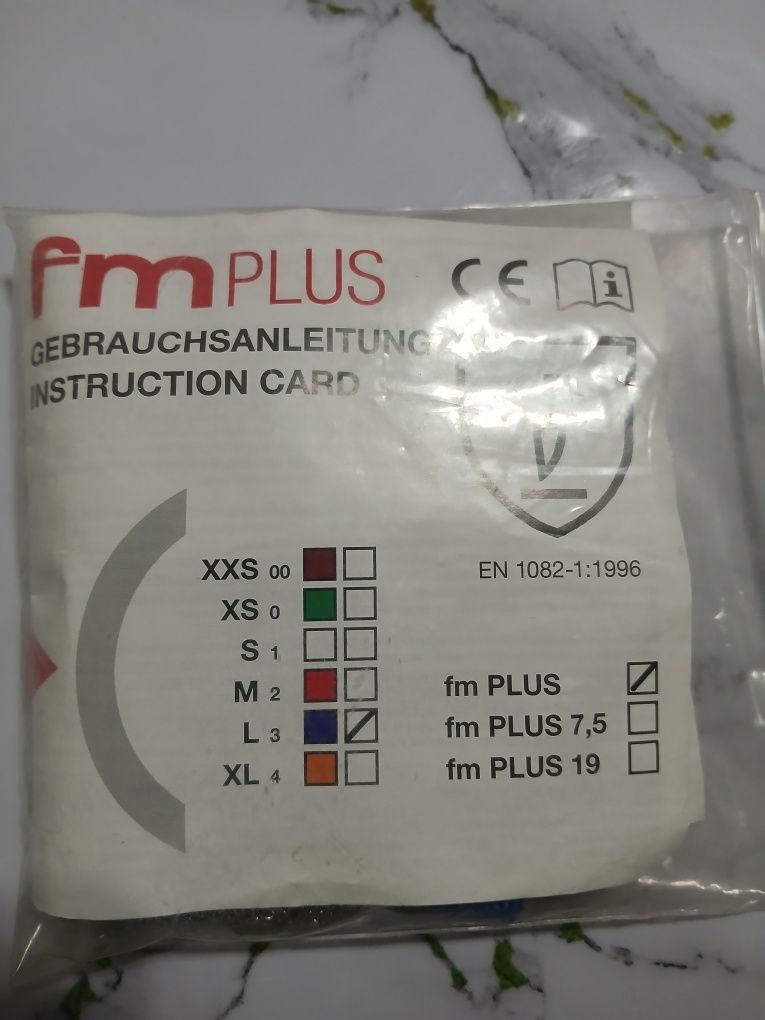 fm PLUS
CE i
GEBRAUCHSANLEITUNG
INSTRUCTION CARD
XXS 00
XS 0
S 1
M 2
L 3
XL 4
EN 1082-1:1996
fm PLUS
fm PLUS 7,5
fm PLUS 19